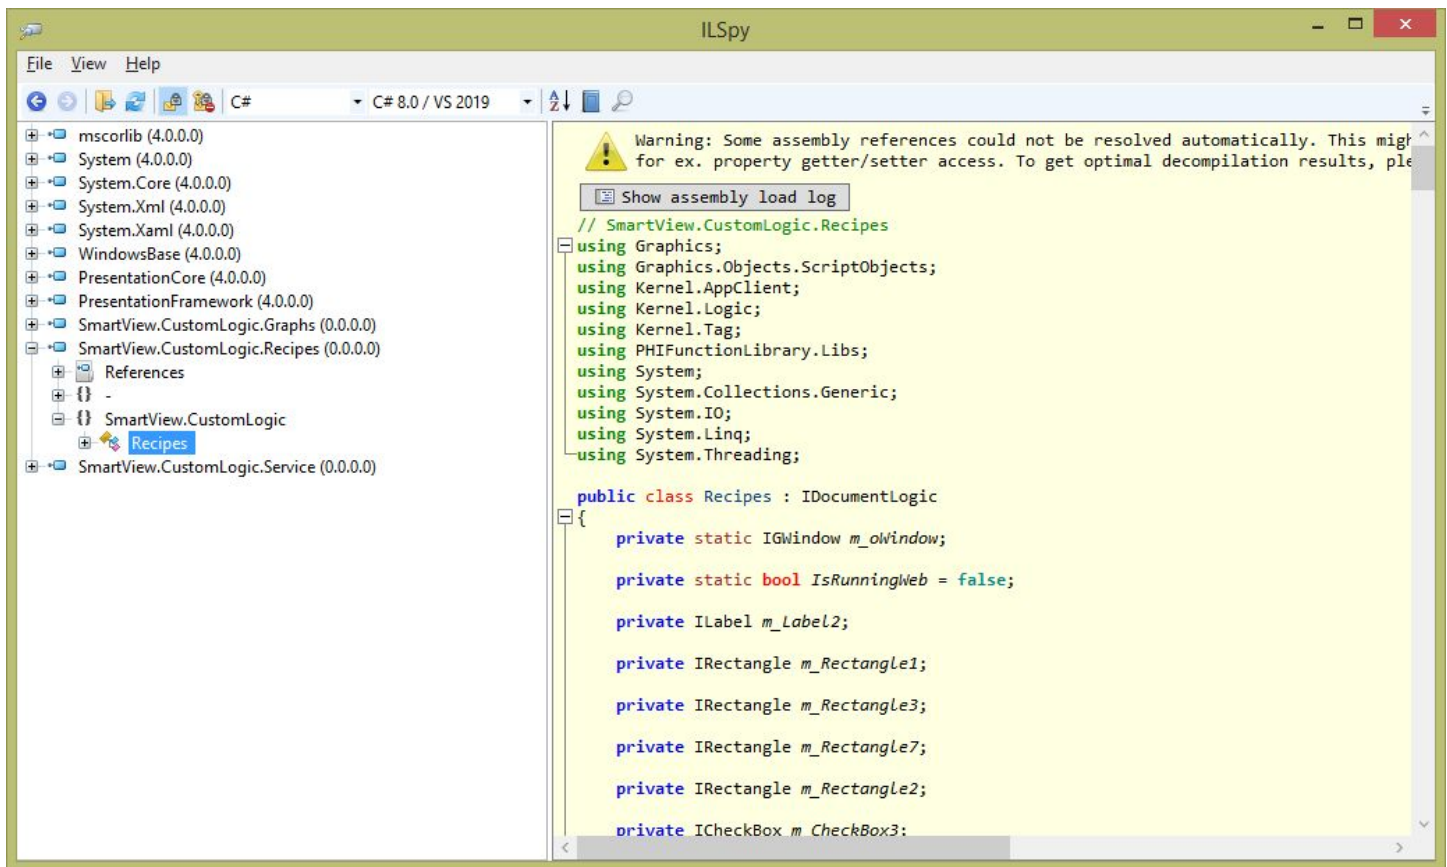 ILSpy
File View Help
C# C# 8.0 / VS 2019
mscorlib (4.0.0.0)
System (4.0.0.0)
System.Core (4.0.0.0)
System.Xml (4.0.0.0)
System.Xaml (4.0.0.0)
WindowsBase (4.0.0.0)
PresentationCore (4.0.0.0)
PresentationFramework (4.0.0.0)
SmartView.CustomLogic.Graphs (0.0.0.0)
SmartView.CustomLogic.Recipes (0.0.0.0)
References
{} -
{} SmartView.CustomLogic
Recipes
SmartView.CustomLogic.Service (0.0.0.0)
Warning: Some assembly references could not be resolved automatically. This
for ex. property getter/setter access. To get optimal decompilation results,
Show assembly load log
// SmartView.CustomLogic.Recipes
using Graphics;
using Graphics.Objects.ScriptObjects;
using Kernel.AppClient;
using Kernel.Logic;
using Kernel.Tag;
using PHIFunctionLibrary.Libs;
using System;
using System.Collections.Generic;
using System.IO;
using System.Linq;
using System.Threading;
public class Recipes : IDocumentLogic
{
private static IGWindow m_oWindow;
private static bool IsRunningWeb = false;
private ILabel m_Label2;
private IRectangle m_Rectangle1;
private IRectangle m_Rectangle3;
private IRectangle m_Rectangle7;
private IRectangle m_Rectangle2;
private ICheckBox m_CheckBox3;